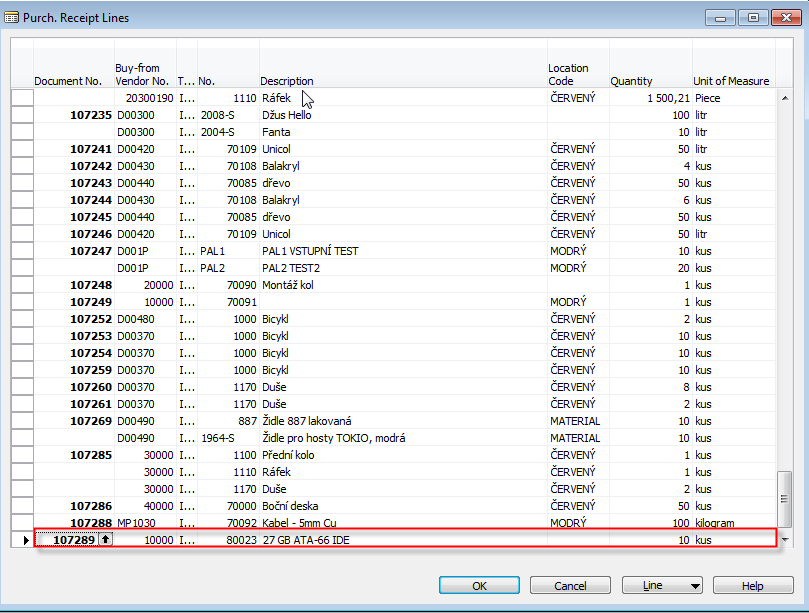 Purch. Receipt Lines
Document No. Buy-from Vendor No. T... No. Description Location Code Quantity Unit of Measure
20300190 I... 1110 Ráfek ČERVENÝ 1 500,21 Piece
107235 D00300 I... 2008-S Džus Hello 100 litr
D00300 I... 2004-S Fanta 10 litr
107241 D00420 I... 70109 Unicol ČERVENÝ 50 litr
107242 D00430 I... 70108 Balakryl ČERVENÝ 4 kus
107243 D00440 I... 70085 dřevo ČERVENÝ 50 kus
107244 D00430 I... 70108 Balakryl ČERVENÝ 6 kus
107245 D00440 I... 70085 dřevo ČERVENÝ 50 kus
107246 D00420 I... 70109 Unicol ČERVENÝ 50 litr
107247 D001P I... PAL1 PAL1 VSTUPNÍ TEST MODRÝ 10 kus
D001P I... PAL2 PAL2 TEST2 MODRÝ 20 kus
107248 20000 I... 70090 Montáž kol 1 kus
107249 10000 I... 70091 MODRÝ 1 kus
107252 D00480 I... 1000 Bicykl ČERVENÝ 10 kus
107253 D00370 I... 1000 Bicykl ČERVENÝ 10 kus
107254 D00370 I... 1000 Bicykl ČERVENÝ 10 kus
107259 D00370 I... 1000 Bicykl ČERVENÝ 10 kus
107260 D00370 I... 1170 Duše ČERVENÝ 8 kus
107261 D00370 I... 1170 Duše ČERVENÝ 2 kus
107269 D00490 I... 887 Židle 887 lakovaná MATERIAL 10 kus
D00490 I... 1964-S Židle pro hosty TOKIO, modrá MATERIAL 10 kus
107285 30000 I... 1100 Přední kolo ČERVENÝ 1 kus
30000 I... 1110 Ráfek ČERVENÝ 1 kus
30000 I... 1170 Duše ČERVENÝ 2 kus
107286 40000 I... 70000 Boční deska ČERVENÝ 50 kus
107288 MP1030 I... 70092 Kabel - 5mm Cu MODRÝ 100 kilogram
107289 10000 I... 80023 27 GB ATA-66 IDE 10 kus
OK Cancel Line Help